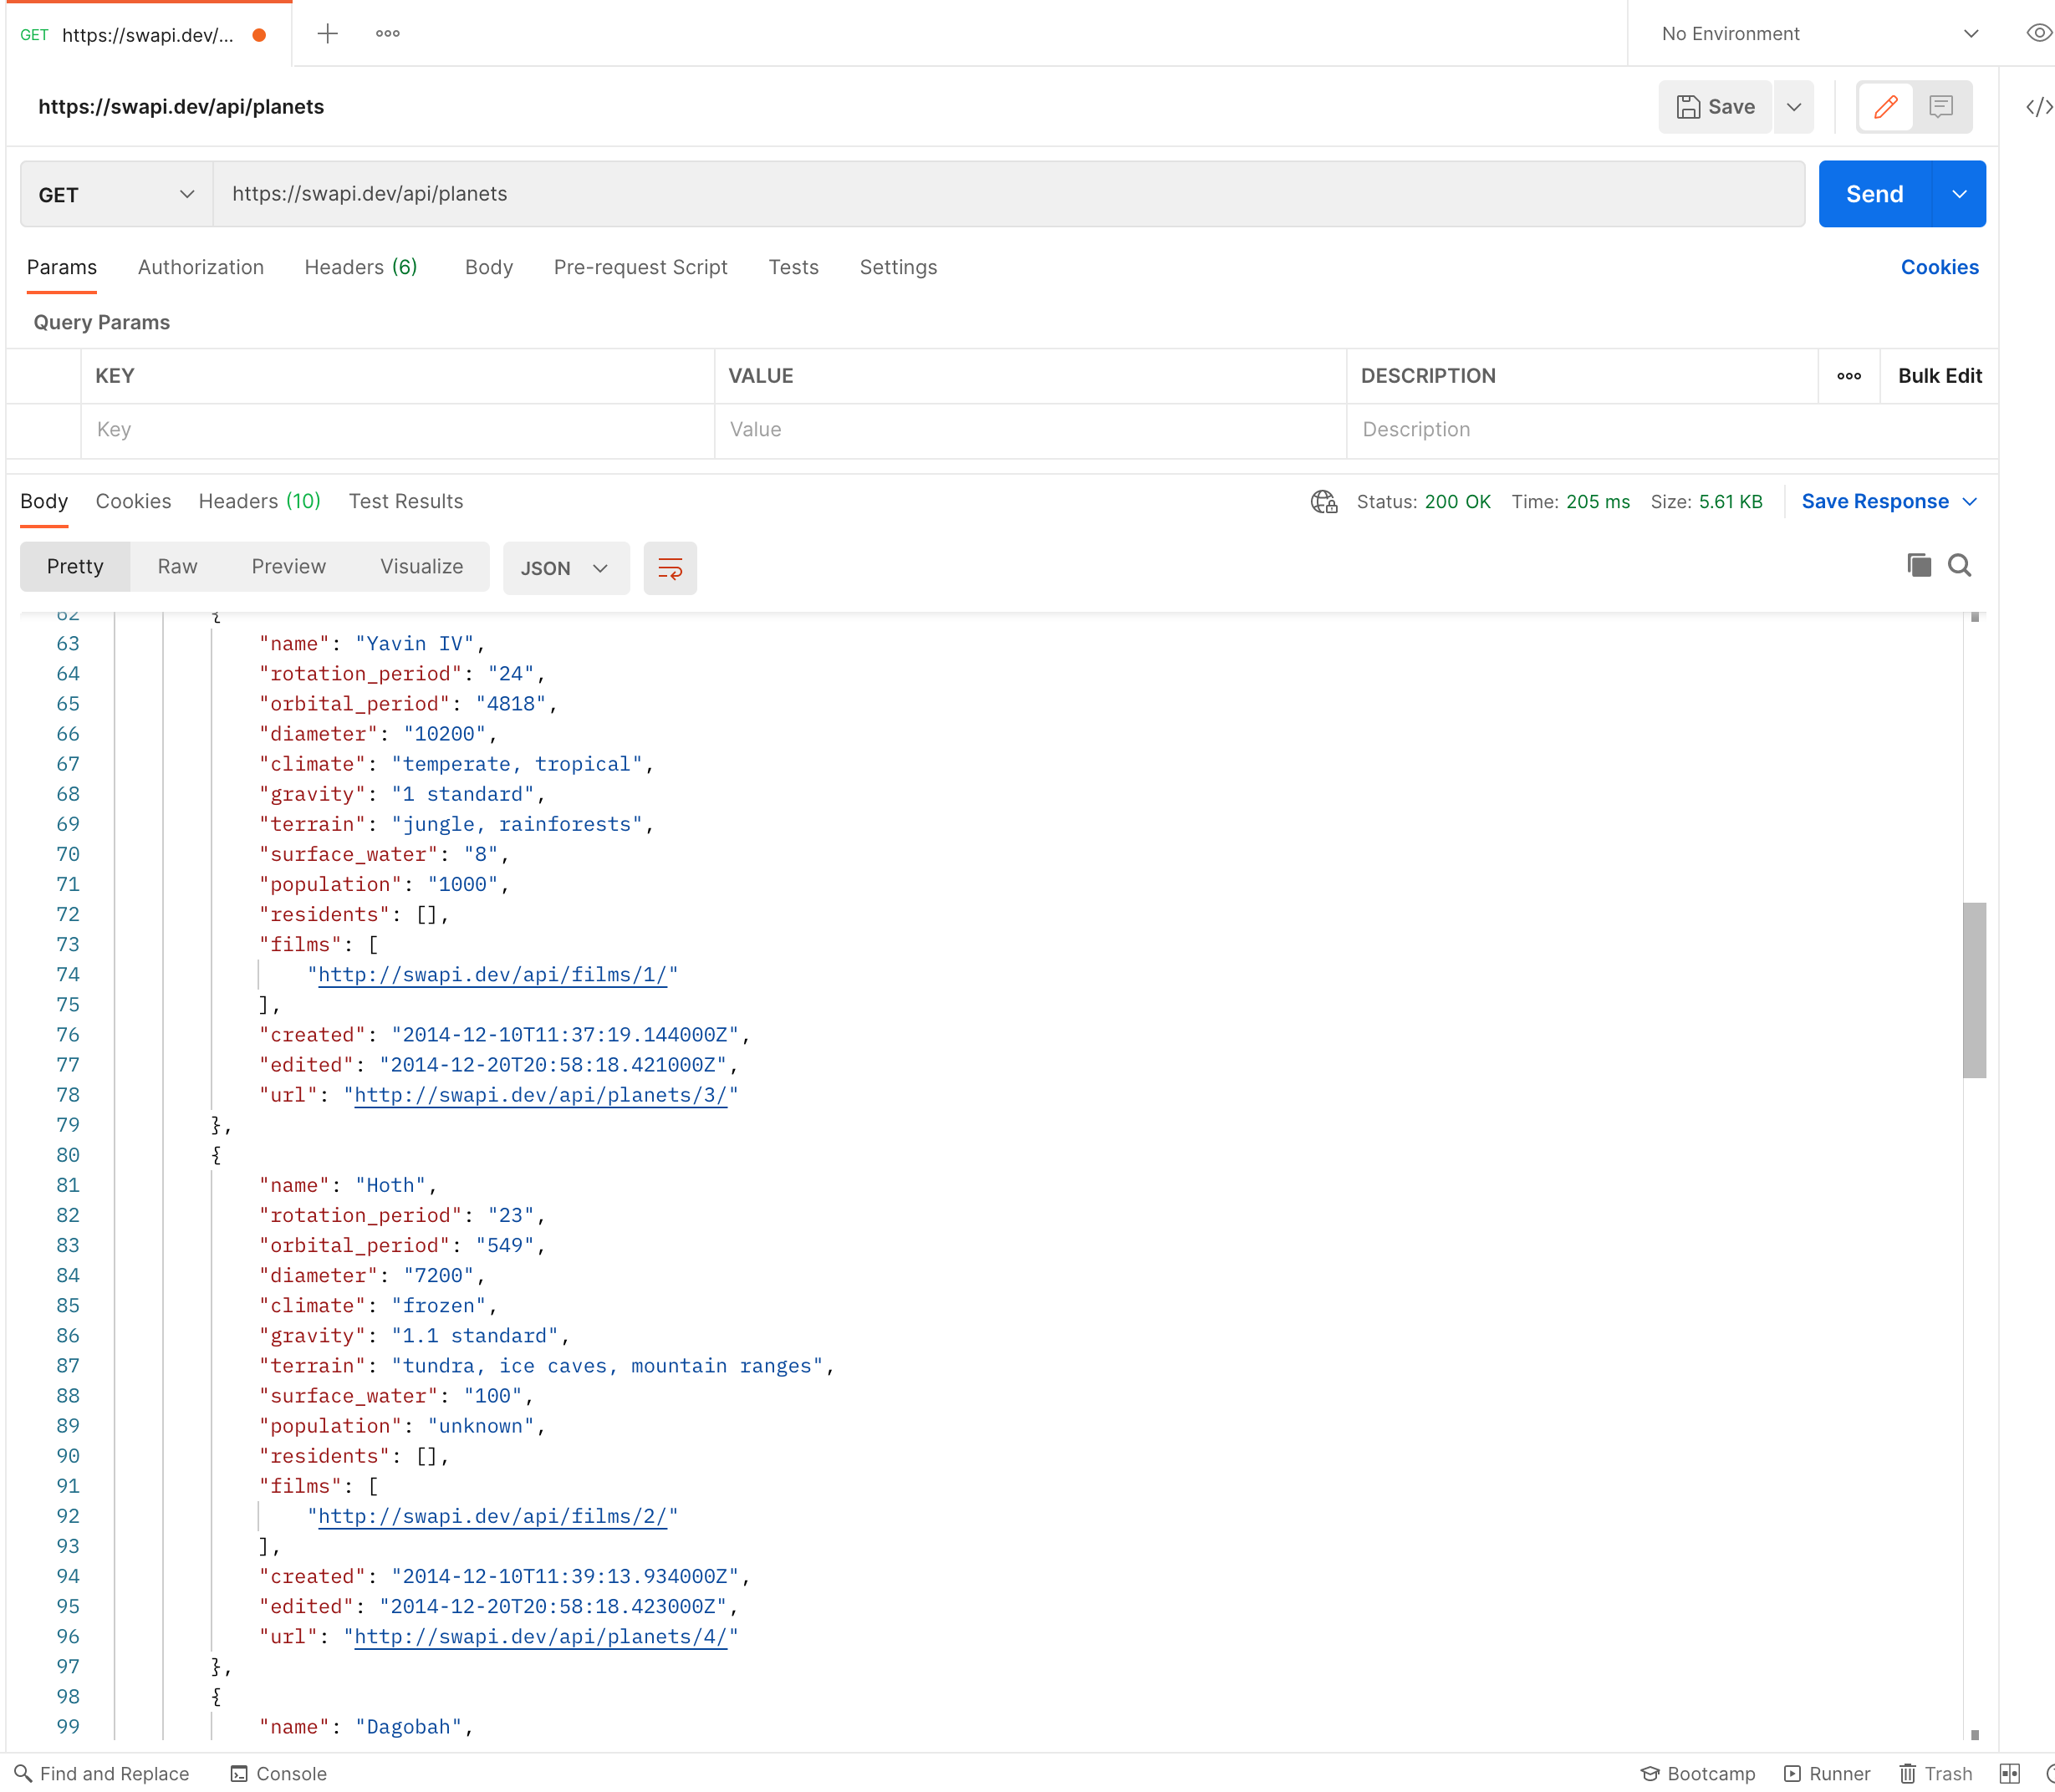 GET https://swapi.dev/...
No Environment
https://swapi.dev/api/planets
Save
GET
https://swapi.dev/api/planets
Send
Params Authorization Headers (6) Body Pre-request Script Tests Settings Cookies
Query Params
KEY VALUE DESCRIPTION Bulk Edit
Key Value Description
Body Cookies Headers (10) Test Results Status: 200 OK Time: 205 ms Size: 5.61 KB Save Response
Pretty Raw Preview Visualize JSON
62 {
63 "name": "Yavin IV",
64 "rotation_period": "24",
65 "orbital_period": "4818",
66 "diameter": "10200",
67 "climate": "temperate, tropical",
68 "gravity": "1 standard",
69 "terrain": "jungle, rainforests",
70 "surface_water": "8",
71 "population": "1000",
72 "residents": [],
73 "films": [
74 "http://swapi.dev/api/films/1/"
75 ],
76 "created": "2014-12-10T11:37:19.144000Z",
77 "edited": "2014-12-20T20:58:18.421000Z",
78 "url": "http://swapi.dev/api/planets/3/"
79 },
80 {
81 "name": "Hoth",
82 "rotation_period": "23",
83 "orbital_period": "549",
84 "diameter": "7200",
85 "climate": "frozen",
86 "gravity": "1.1 standard",
87 "terrain": "tundra, ice caves, mountain ranges",
88 "surface_water": "100",
89 "population": "unknown",
90 "residents": [],
91 "films": [
92 "http://swapi.dev/api/films/2/"
93 ],
94 "created": "2014-12-10T11:39:13.934000Z",
95 "edited": "2014-12-20T20:58:18.423000Z",
96 "url": "http://swapi.dev/api/planets/4/"
97 },
98 {
99 "name": "Dagobah",
Find and Replace Console Bootcamp Runner Trash